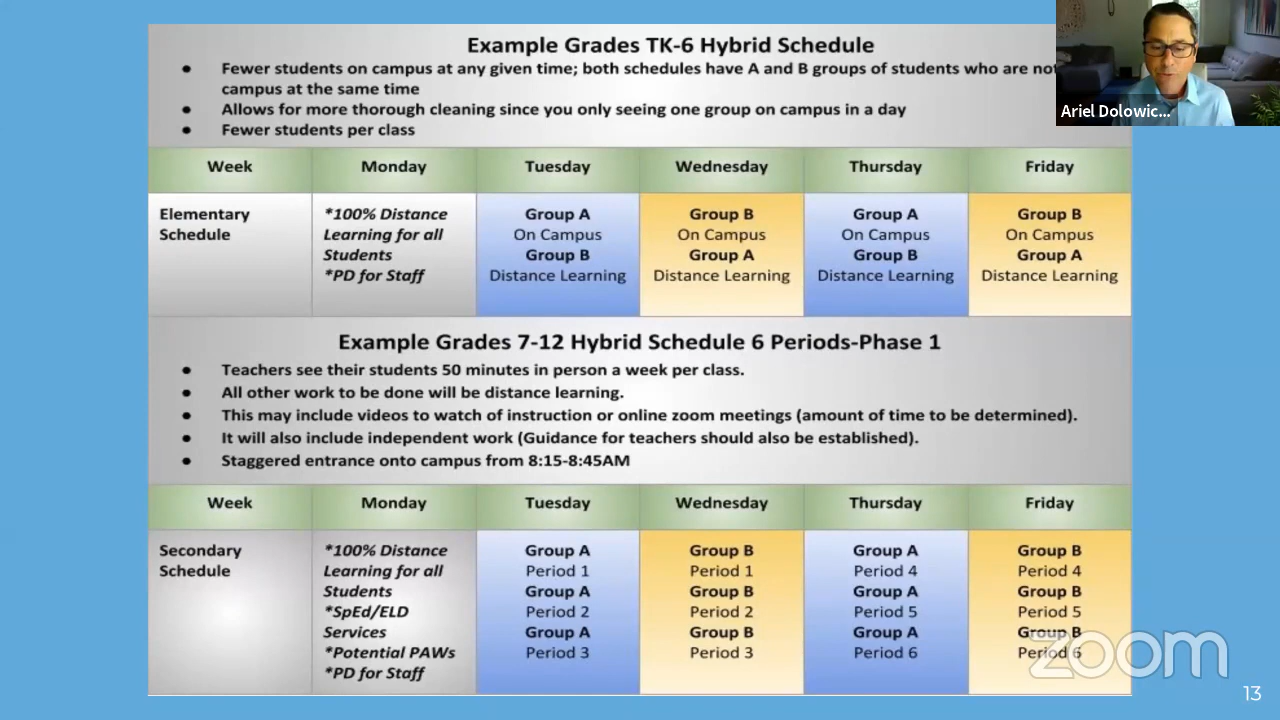 Example Grades TK-6 Hybrid Schedule
● Fewer students on campus at any given time; both schedules have A and B groups of students who are not
campus at the same time
● Allows for more thorough cleaning since you only seeing one group on campus in a day
● Fewer students per class
Ariel Dolowic...
Week Monday Tuesday Wednesday Thursday Friday
Elementary *100% Distance Group A Group B Group A Group B
Schedule Learning for all On Campus On Campus On Campus On Campus
Students Group B Group A Group B Group A
*PD for Staff Distance Learning Distance Learning Distance Learning Distance Learning
Example Grades 7-12 Hybrid Schedule 6 Periods-Phase 1
● Teachers see their students 50 minutes in person a week per class.
● All other work to be done will be distance learning.
● This may include videos to watch of instruction or online zoom meetings (amount of time to be determined).
● It will also include independent work (Guidance for teachers should also be established).
● Staggered entrance onto campus from 8:15-8:45AM
Week Monday Tuesday Wednesday Thursday Friday
Secondary *100% Distance Group A Group B Group A Group B
Schedule Learning for all Period 1 Period 1 Period 4 Period 4
Students Group A Group B Group A Group B
*SpEd/ELD Period 2 Period 2 Period 5 Period 5
Services Group A Group B Group A Group B
*Potential PAWs Period 3 Period 3 Period 6 Period 6
*PD for Staff
zoom
13